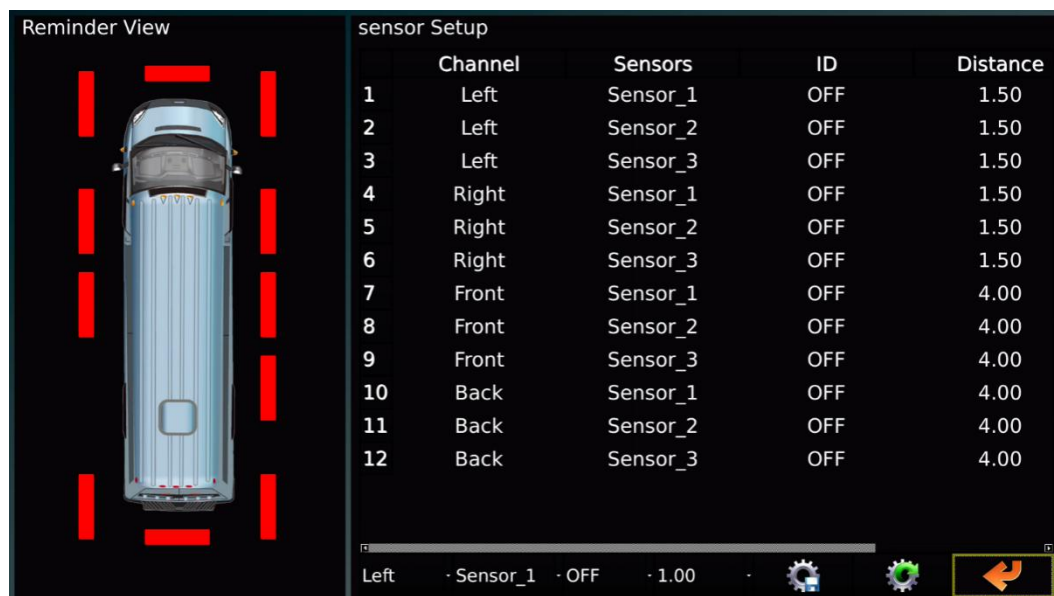 Reminder View
sensor Setup
Channel Sensors ID Distance
1 Left Sensor_1 OFF 1.50
2 Left Sensor_2 OFF 1.50
3 Left Sensor_3 OFF 1.50
4 Right Sensor_1 OFF 1.50
5 Right Sensor_2 OFF 1.50
6 Right Sensor_3 OFF 1.50
7 Front Sensor_1 OFF 4.00
8 Front Sensor_2 OFF 4.00
9 Front Sensor_3 OFF 4.00
10 Back Sensor_1 OFF 4.00
11 Back Sensor_2 OFF 4.00
12 Back Sensor_3 OFF 4.00
Left Sensor_1 OFF 1.00